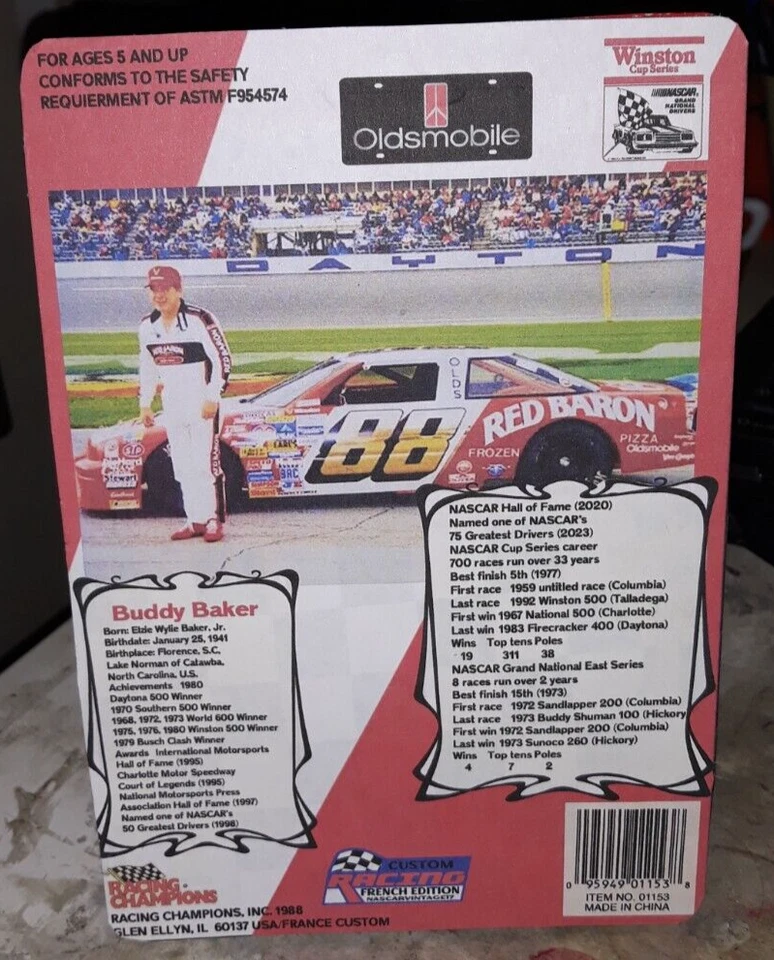 FOR AGES 5 AND UP
CONFORMS TO THE SAFETY
REQUIERMENT OF ASTM F954574
Oldsmobile
Winston
Cup Series
NASCAR
GRAND
NATIONAL
DRIVERS
DAYTON
OLDS
88
RED BARON
FROZEN
PIZZA
Oldsmobile
DieHard
Stewart
RED BARON
NASCAR Hall of Fame (2020)
Named one of NASCAR's
75 Greatest Drivers (2023)
NASCAR Cup Series career
700 races run over 33 years
Best finish 5th (1977)
First race 1959 untitled race (Columbia)
Last race 1992 Winston 500 (Talladega)
First win 1967 National 500 (Charlotte)
Last win 1983 Firecracker 400 (Daytona)
Wins Top tens Poles
19 311 38
NASCAR Grand National East Series
8 races run over 2 years
Best finish 15th (1973)
First race 1972 Sandlapper 200 (Columbia)
Last race 1973 Buddy Shuman 100 (Hickory
First win 1972 Sandlapper 200 (Columbia)
Last win 1973 Sunoco 260 (Hickory)
Wins Top tens Poles
4 7 2
Buddy Baker
Born: Elzie Wylie Baker, Jr.
Birthdate: January 25, 1941
Birthplace: Florence, S.C.
Lake Norman of Catawba,
North Carolina, U.S.
Achievements 1980
Daytona 500 Winner
1970 Southern 500 Winner
1968, 1972, 1973 World 600 Winner
1975, 1976, 1980 Winston 500 Winner
1979 Busch Clash Winner
Awards International Motorsports
Hall of Fame (1995)
Charlotte Motor Speedway
Court of Legends (1995)
National Motorsports Press
Association Hall of Fame (1997)
Named one of NASCAR's
50 Greatest Drivers (1998)
RACING
CHAMPIONS
RACING CHAMPIONS, INC. 1988
GLEN ELLYN, IL 60137 USA/FRANCE CUSTOM
CUSTOM
RACING
FRENCH EDITION
NASCARVINTAGE17
0 95949 01153 8
ITEM NO. 01153
MADE IN CHINA